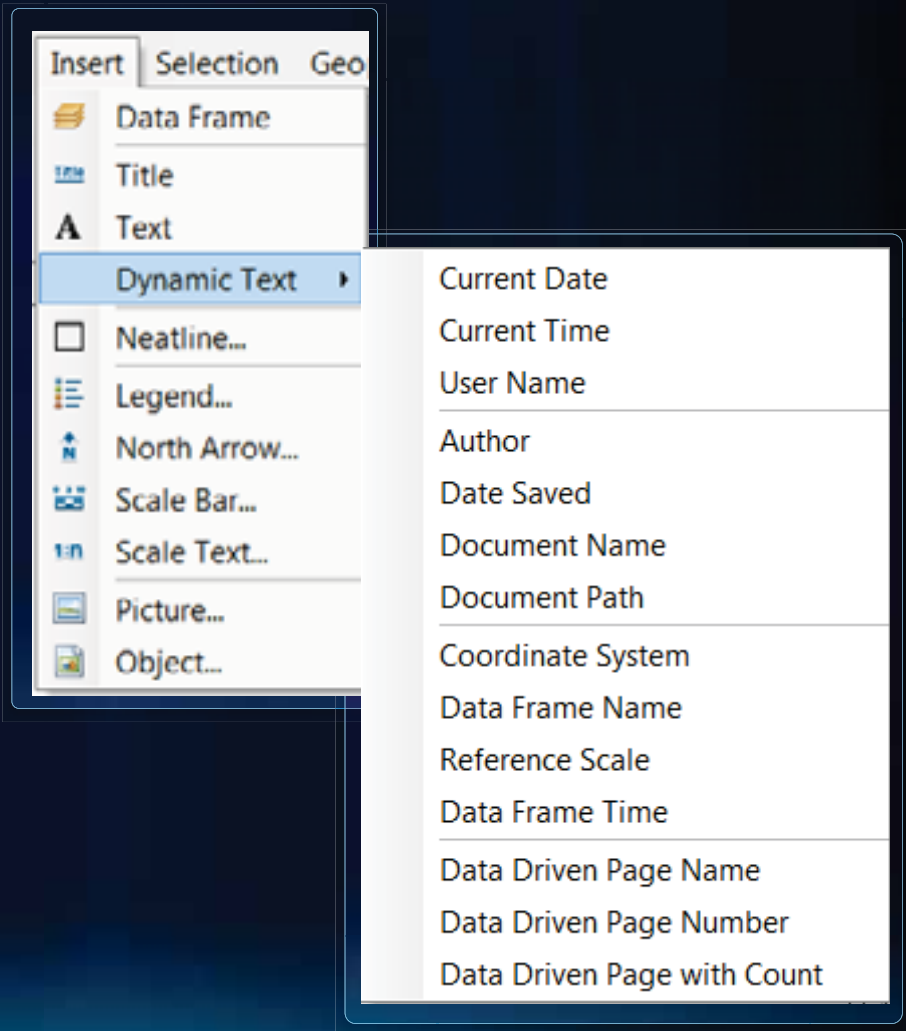 Insert Selection Geo
Data Frame
Title
Title
A Text
Dynamic Text
Neatline...
Legend...
N North Arrow...
Scale Bar...
1:n Scale Text...
Picture...
Object...
Current Date
Current Time
User Name
Author
Date Saved
Document Name
Document Path
Coordinate System
Data Frame Name
Reference Scale
Data Frame Time
Data Driven Page Name
Data Driven Page Number
Data Driven Page with Count